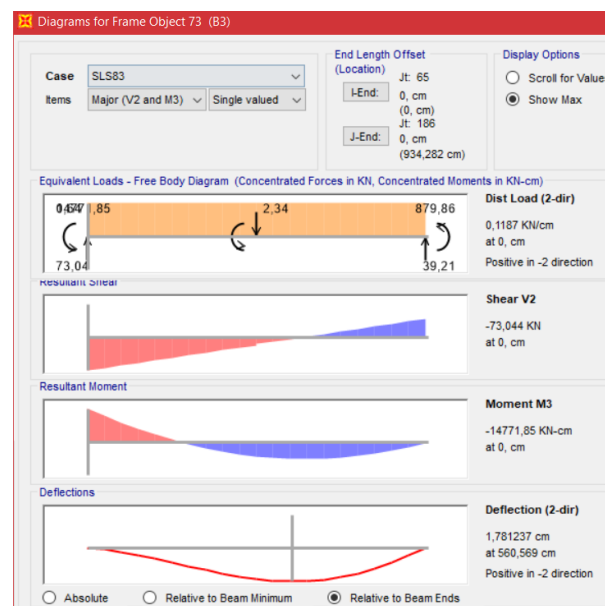 Diagrams for Frame Object 73 (B3)
End Length Offset
(Location)
Display Options
Case SLS83
Items Major (V2 and M3) Single valued
Jt: 65
I-End: 0, cm
(0, cm)
Jt: 186
J-End: 0, cm
(934,282 cm)
Scroll for Values
Show Max
Equivalent Loads - Free Body Diagram (Concentrated Forces in KN, Concentrated Moments in KN-cm)
2,34 879,86
73,04 39,21
Dist Load (2-dir)
0,1187 KN/cm
at 0, cm
Positive in -2 direction
Resultant Shear
Shear V2
-73,044 KN
at 0, cm
Resultant Moment
Moment M3
-14771,85 KN-cm
at 0, cm
Deflections
Deflection (2-dir)
1,781237 cm
at 560,569 cm
Positive in -2 direction
Absolute Relative to Beam Minimum Relative to Beam Ends